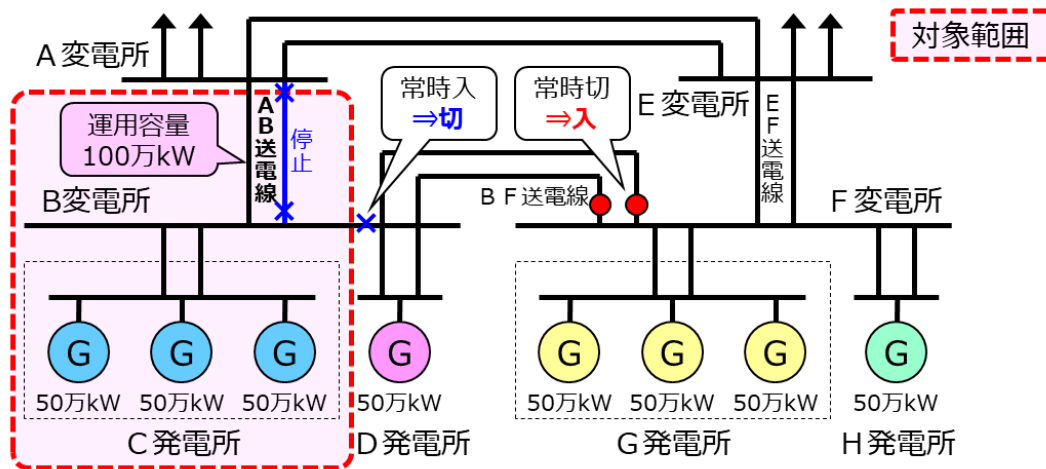 対象範囲
A変電所
常時入
⇒切
常時切
⇒入
E変電所
運用容量
100万kW
AB送電線
停止
EF送電線
B変電所
BF送電線
F変電所
G
G
G
G
G
G
G
G
50万kW
50万kW
50万kW
50万kW
50万kW
50万kW
50万kW
50万kW
C発電所
D発電所
G発電所
H発電所